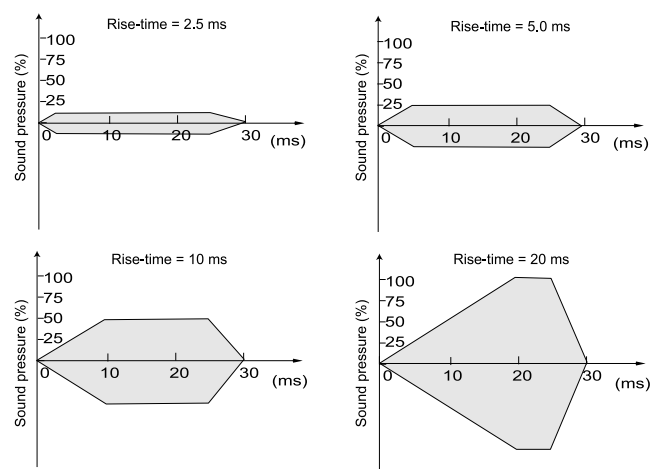 Rise-time = 2.5 ms
Sound pressure (%)
100
75
50
25
0 10 20 30
(ms)
Rise-time = 5.0 ms
Sound pressure (%)
100
75
50
25
0 10 20 30
(ms)
Rise-time = 10 ms
Sound pressure (%)
100
75
50
25
0 10 20 30
(ms)
Rise-time = 20 ms
Sound pressure (%)
100
75
50
25
0 10 20 30
(ms)